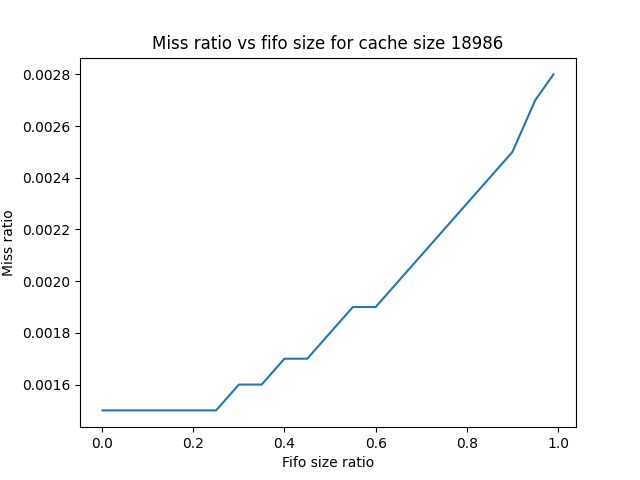 Miss ratio vs fifo size for cache size 18986
0.0028
0.0026
0.0024
0.0022
0.0020
0.0018
0.0016
Miss ratio
0.0 0.2 0.4 0.6 0.8 1.0
Fifo size ratio